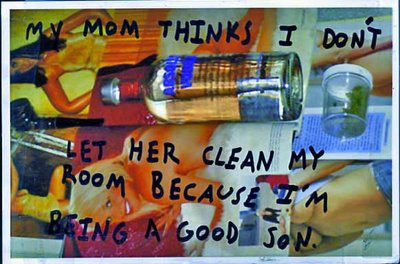 MY MOM THINKS I DON'T
LET HER CLEAN MY
ROOM BECAUSE I'M
BEING A GOOD SON.